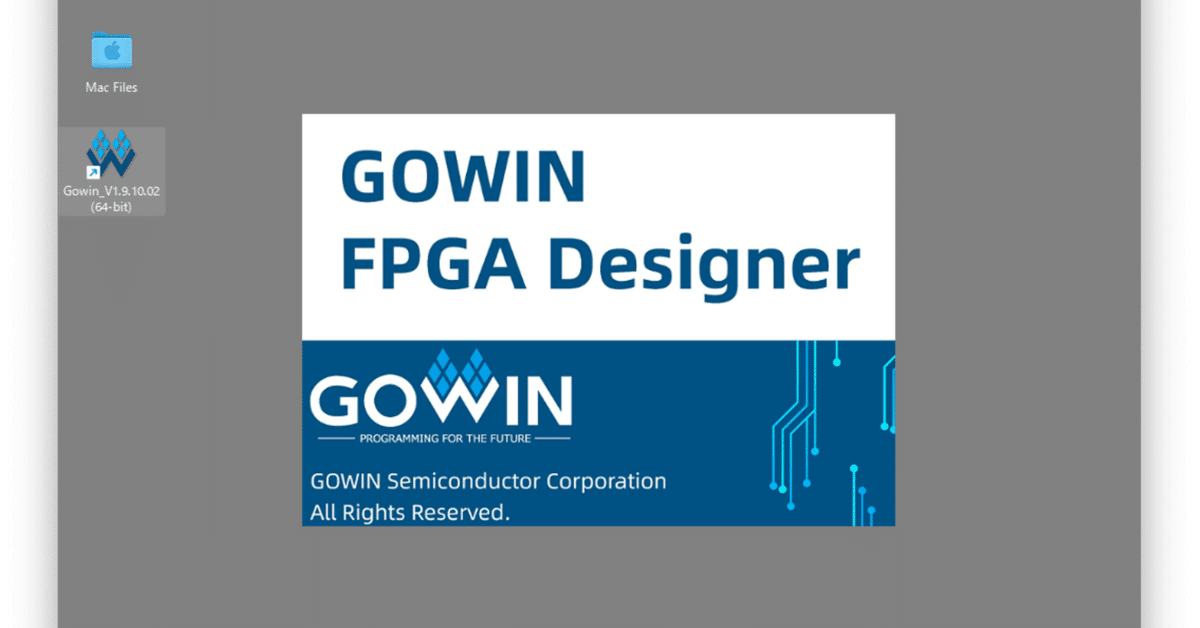 Mac Files
Gowin_V1.9.10.02
(64-bit)
GOWIN
FPGA Designer
GOWIN
PROGRAMMING FOR THE FUTURE
GOWIN Semiconductor Corporation
All Rights Reserved.